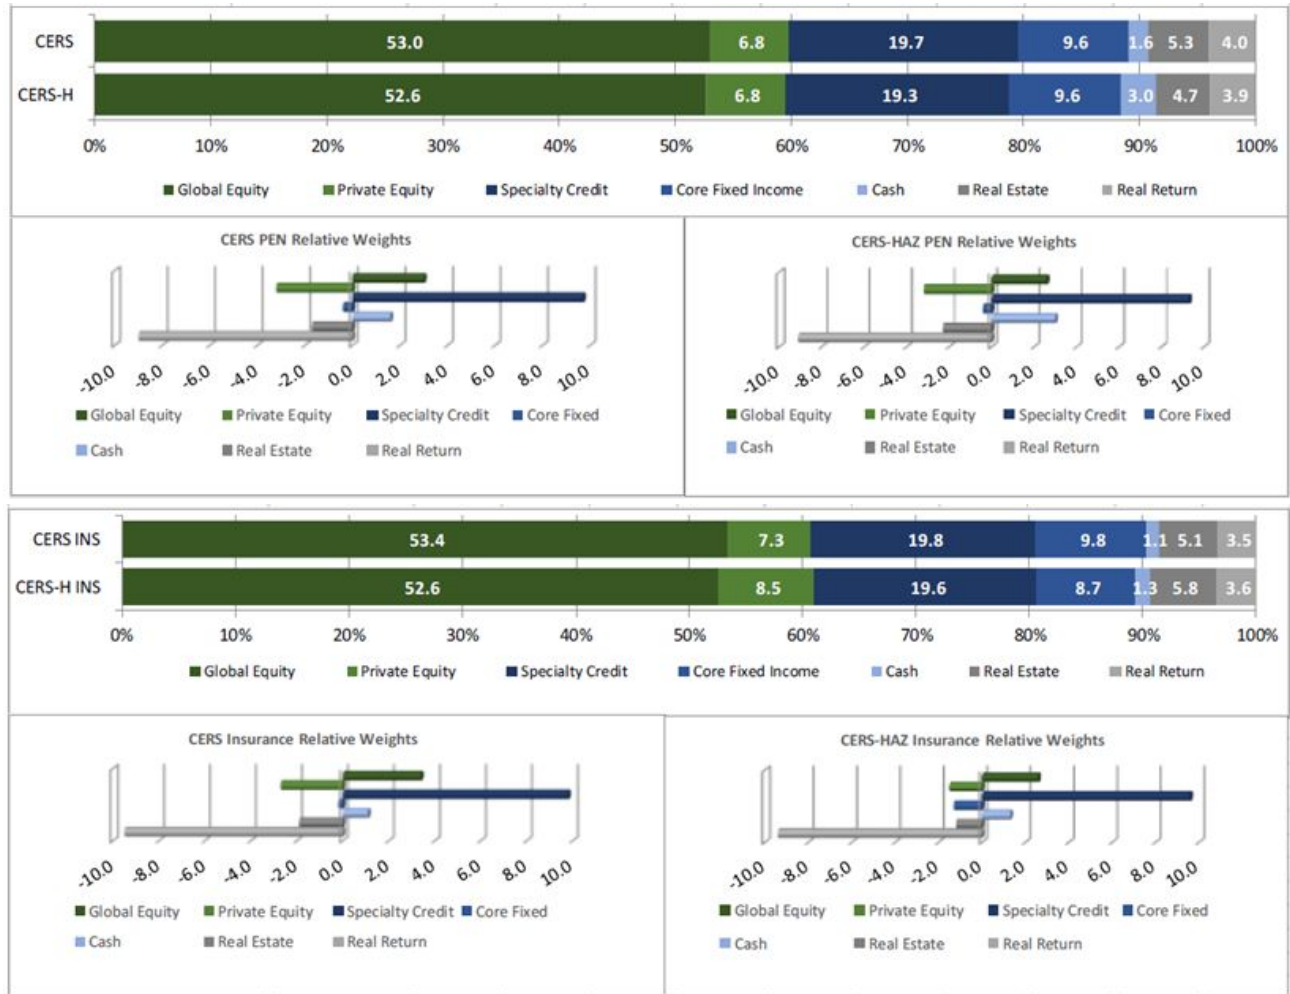 CERS 53.0 6.8 19.7 9.6 1.6 5.3 4.0
CERS-H 52.6 6.8 19.3 9.6 3.0 4.7 3.9
0% 10% 20% 30% 40% 50% 60% 70% 80% 90% 100%
Global Equity Private Equity Specialty Credit Core Fixed Income Cash Real Estate Real Return
CERS PEN Relative Weights
-10.0 -8.0 -6.0 -4.0 -2.0 0.0 2.0 4.0 6.0 8.0 10.0
Global Equity Private Equity Specialty Credit Core Fixed
Cash Real Estate Real Return
CERS-HAZ PEN Relative Weights
-10.0 -8.0 -6.0 -4.0 -2.0 0.0 2.0 4.0 6.0 8.0 10.0
Global Equity Private Equity Specialty Credit Core Fixed
Cash Real Estate Real Return
CERS INS 53.4 7.3 19.8 9.8 1.1 5.1 3.5
CERS-H INS 52.6 8.5 19.6 8.7 1.3 5.8 3.6
0% 10% 20% 30% 40% 50% 60% 70% 80% 90% 100%
Global Equity Private Equity Specialty Credit Core Fixed Income Cash Real Estate Real Return
CERS Insurance Relative Weights
-10.0 -8.0 -6.0 -4.0 -2.0 0.0 2.0 4.0 6.0 8.0 10.0
Global Equity Private Equity Specialty Credit Core Fixed
Cash Real Estate Real Return
CERS-HAZ Insurance Relative Weights
-10.0 -8.0 -6.0 -4.0 -2.0 0.0 2.0 4.0 6.0 8.0 10.0
Global Equity Private Equity Specialty Credit Core Fixed
Cash Real Estate Real Return